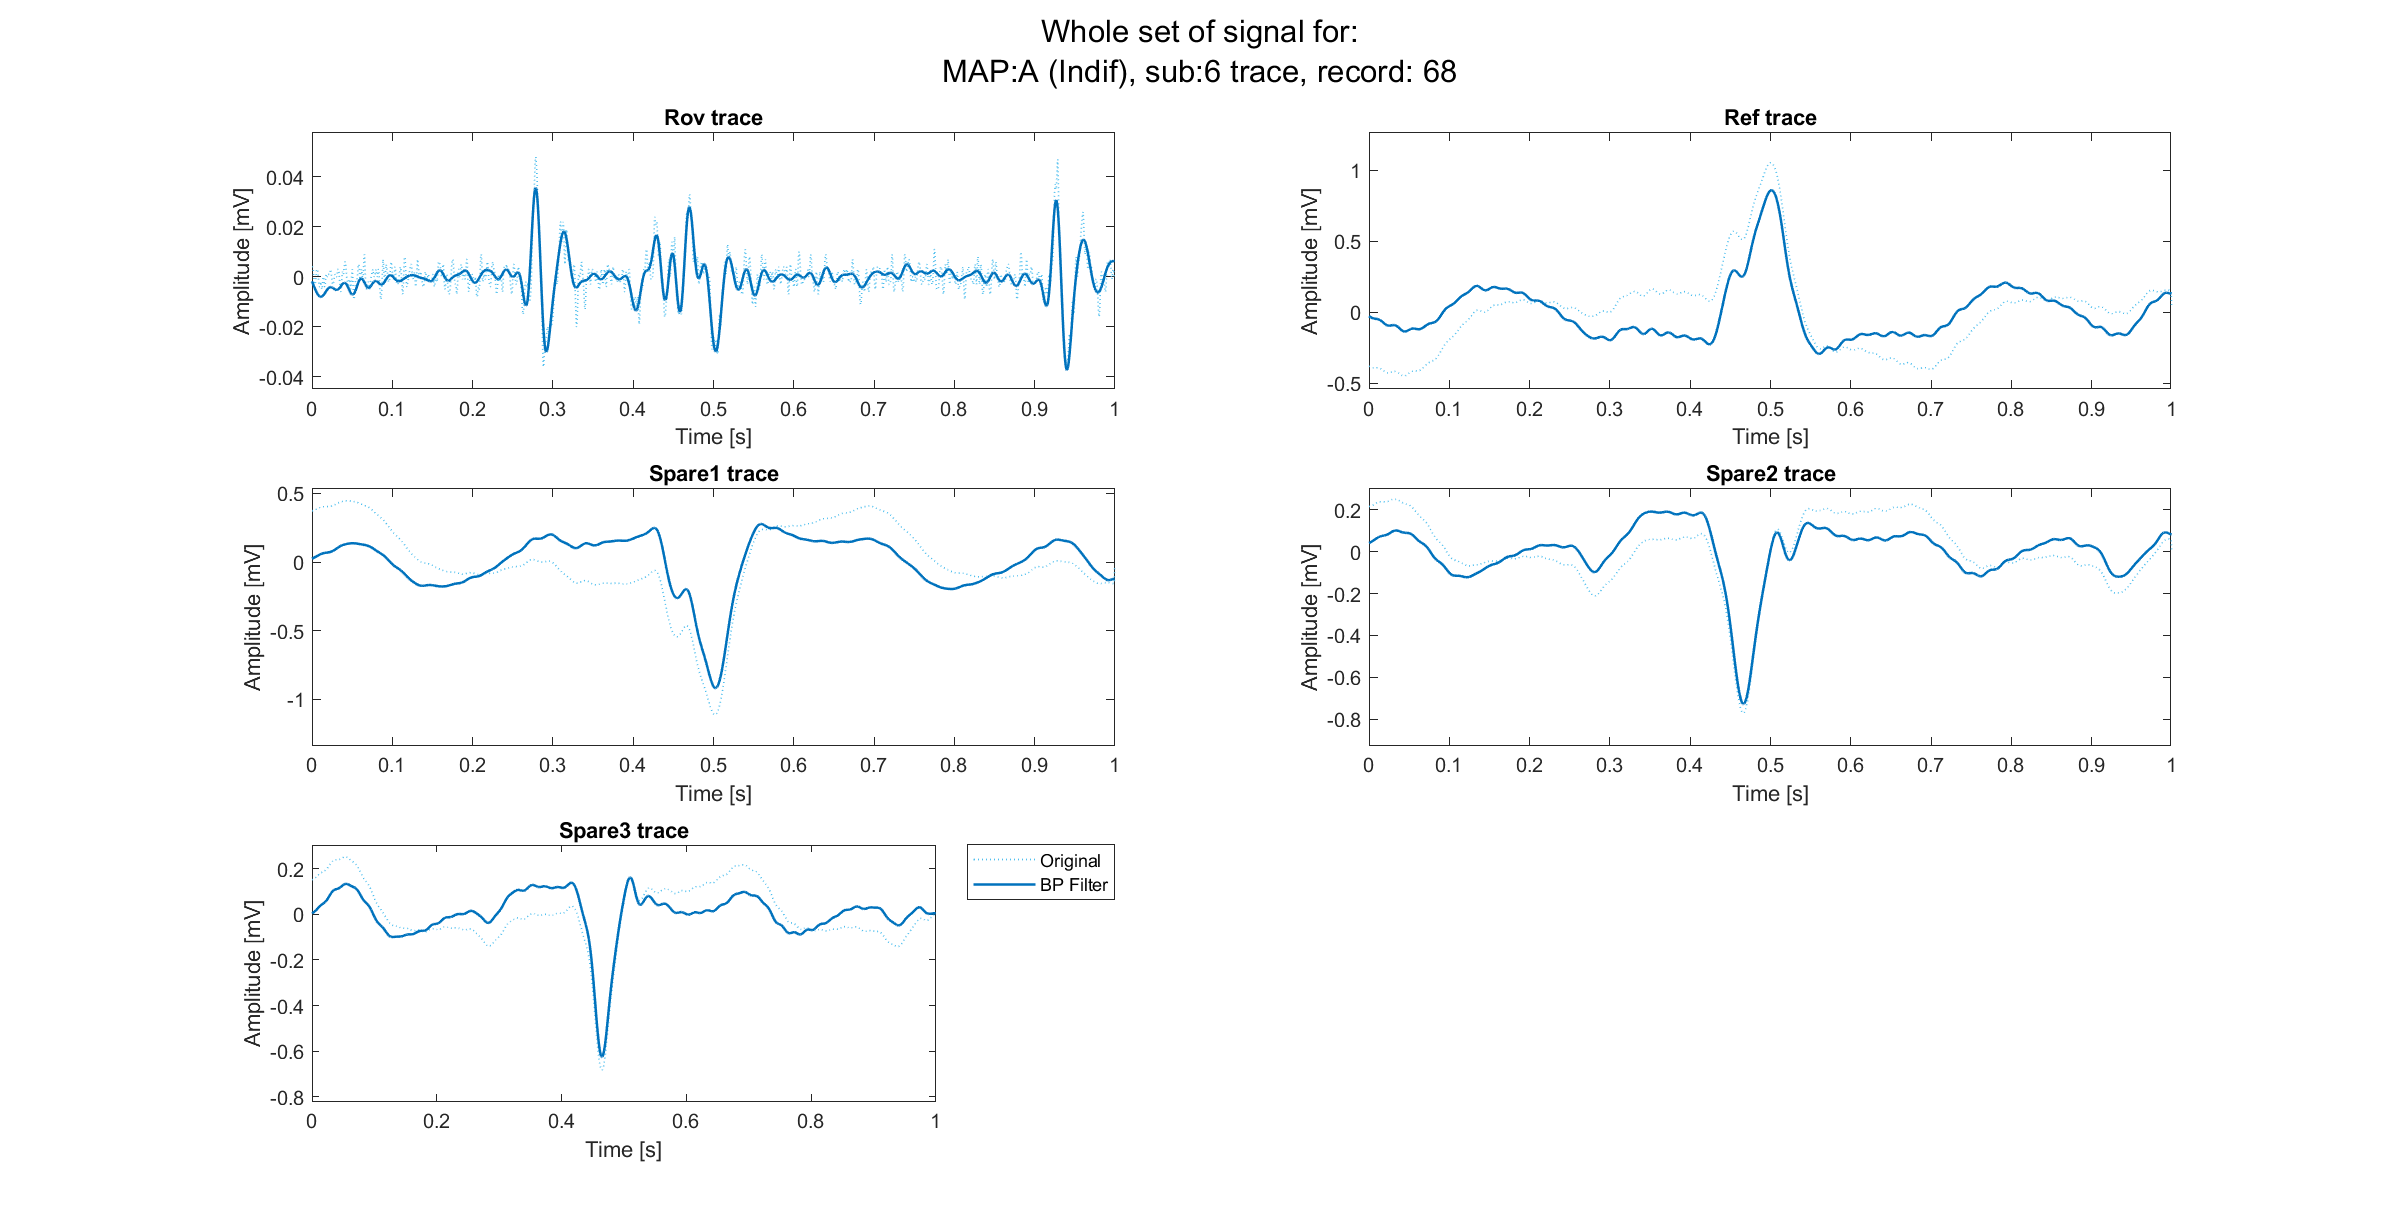 Whole set of signal for:
MAP:A (Indif), sub:6 trace, record: 68
Rov trace
Amplitude [mV]
0.04
0.02
0
-0.02
-0.04
0 0.1 0.2 0.3 0.4 0.5 0.6 0.7 0.8 0.9 1
Time [s]
Ref trace
Amplitude [mV]
1
0.5
0
-0.5
0 0.1 0.2 0.3 0.4 0.5 0.6 0.7 0.8 0.9 1
Time [s]
Spare1 trace
Amplitude [mV]
0.5
0
-0.5
-1
0 0.1 0.2 0.3 0.4 0.5 0.6 0.7 0.8 0.9 1
Time [s]
Spare2 trace
Amplitude [mV]
0.2
0
-0.2
-0.4
-0.6
-0.8
0 0.1 0.2 0.3 0.4 0.5 0.6 0.7 0.8 0.9 1
Time [s]
Spare3 trace
Amplitude [mV]
0.2
0
-0.2
-0.4
-0.6
-0.8
0 0.2 0.4 0.6 0.8 1
Time [s]
Original
BP Filter